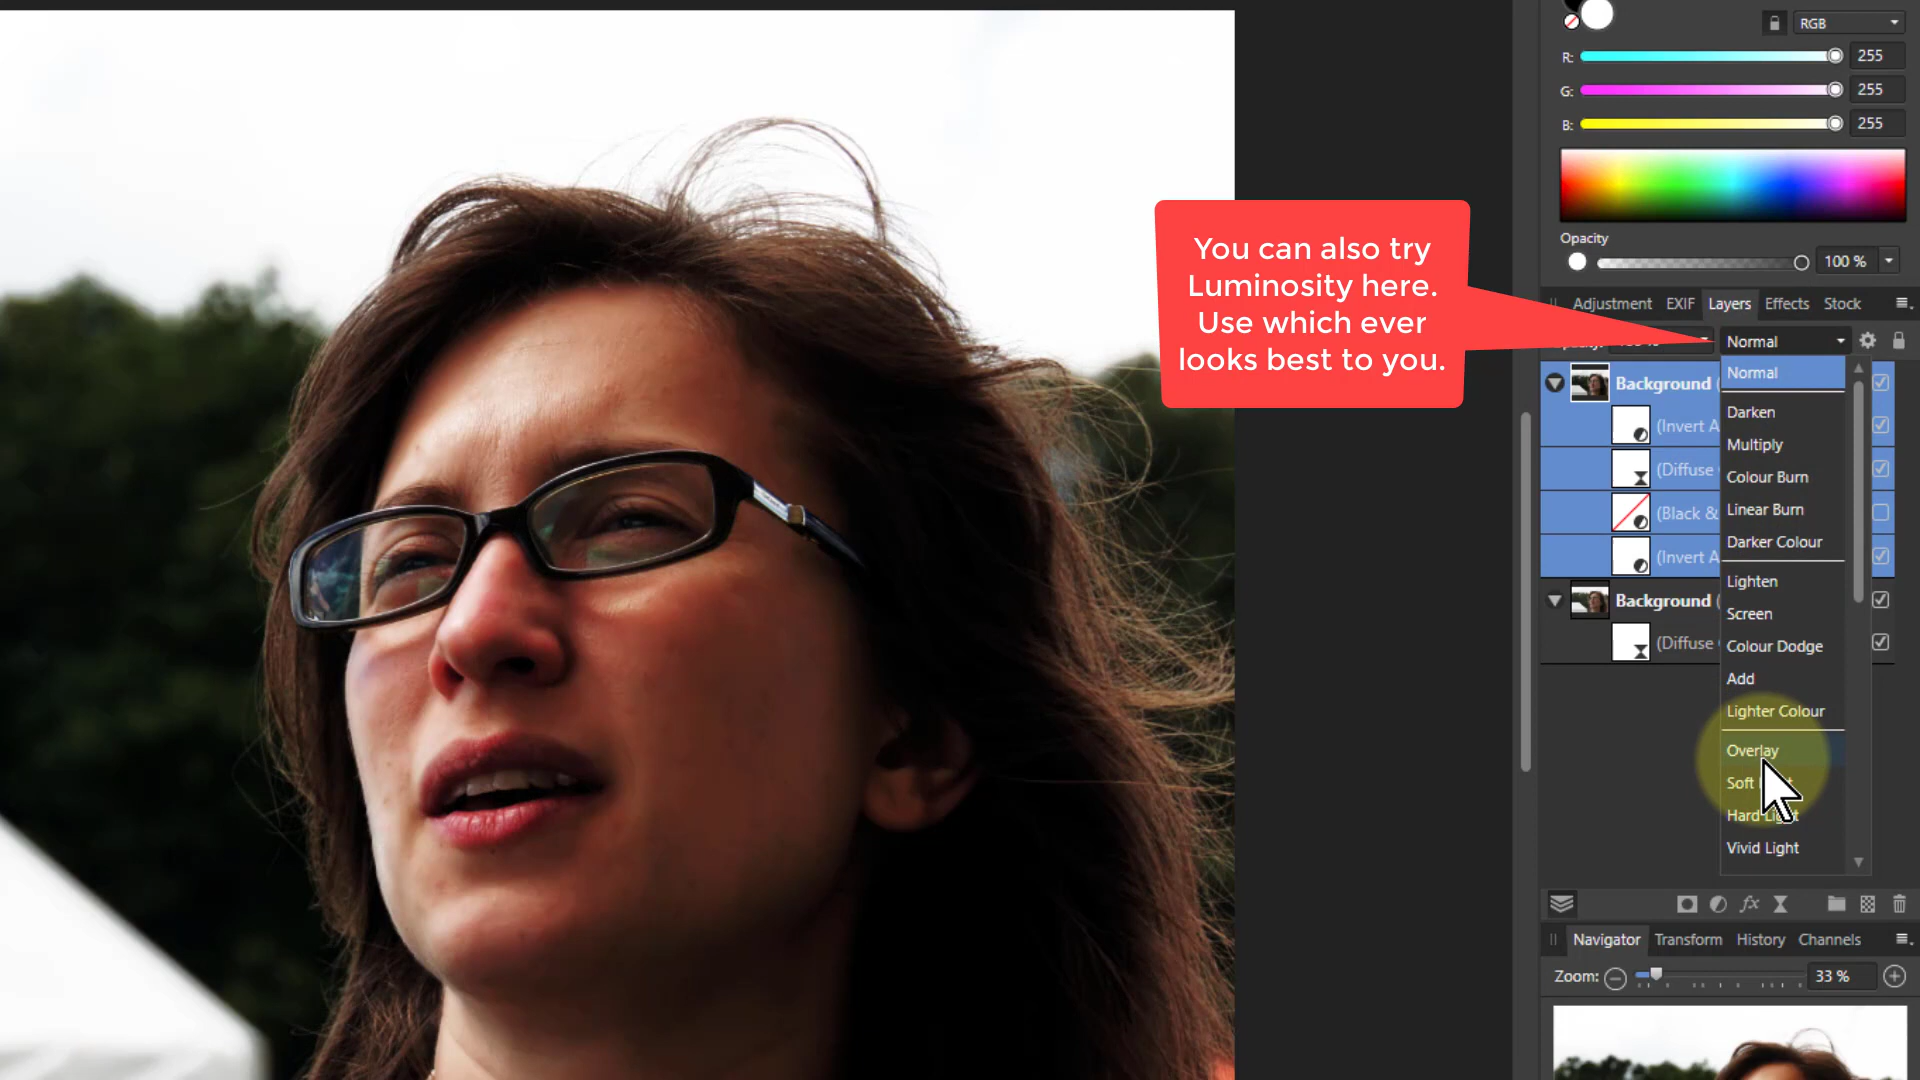 RGB
R:
255
G:
255
B:
255
Opacity
100 %
Adjustment EXIF Layers Effects Stock
You can also try
Luminosity here.
Use which ever
looks best to you.
Normal
Normal
Background
(Invert A
(Diffuse
(Black &
(Invert A
Background
(Diffuse
Darken
Multiply
Colour Burn
Linear Burn
Darker Colour
Lighten
Screen
Colour Dodge
Add
Lighter Colour
Overlay
Soft
Hard Light
Vivid Light
fx
Navigator Transform History Channels
Zoom:
33 %